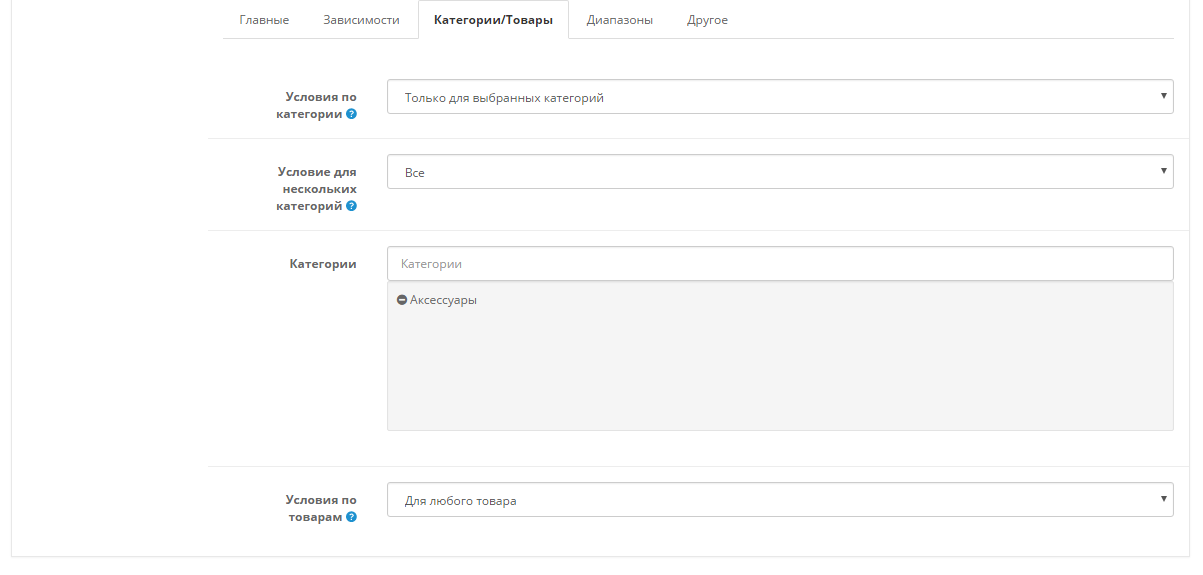 Главные Зависимости Категории/Товары Диапазоны Другое
Условия по
категории ?
Только для выбранных категорий
Условие для
нескольких
категорий ?
Все
Категории
Категории
Аксессуары
Условия по
товарам ?
Для любого товара